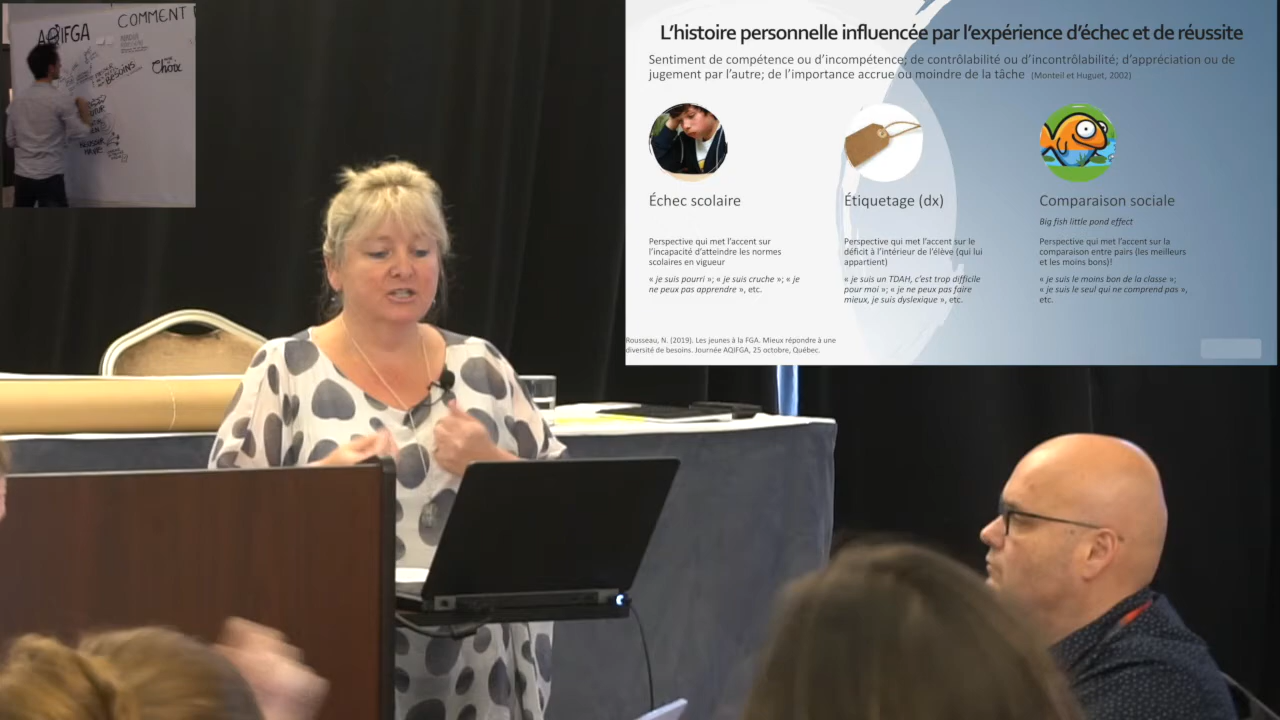 AQIFGA
COMMENT
BESOINS
Choix
L'histoire personnelle influencée par l'expérience d'échec et de réussite
Sentiment de compétence ou d'incompétence; de contrôlabilité ou d'incontrôlabilité; d'appréciation ou de
jugement par l'autre; de l'importance accrue ou moindre de la tâche (Monteil et Huguet, 2002)
Échec scolaire
Perspective qui met l'accent sur
l'incapacité d'atteindre les normes
scolaires en vigueur
« je suis pourri »; « je suis cruche »; « je
ne peux pas apprendre », etc.
Étiquetage (dx)
Perspective qui met l'accent sur le
déficit à l'intérieur de l'élève (qui lui
appartient)
« je suis un TDAH, c'est trop difficile
pour moi »; « je ne peux pas faire
mieux, je suis dyslexique », etc.
Comparaison sociale
Big fish little pond effect
Perspective qui met l'accent sur la
comparaison entre pairs (les meilleurs
et les moins bons)!
« je suis le moins bon de la classe »;
« je suis le seul qui ne comprend pas »,
etc.
Rousseau, N. (2019). Les jeunes à la FGA. Mieux répondre à une
diversité de besoins. Journée AQIFGA, 25 octobre, Québec.